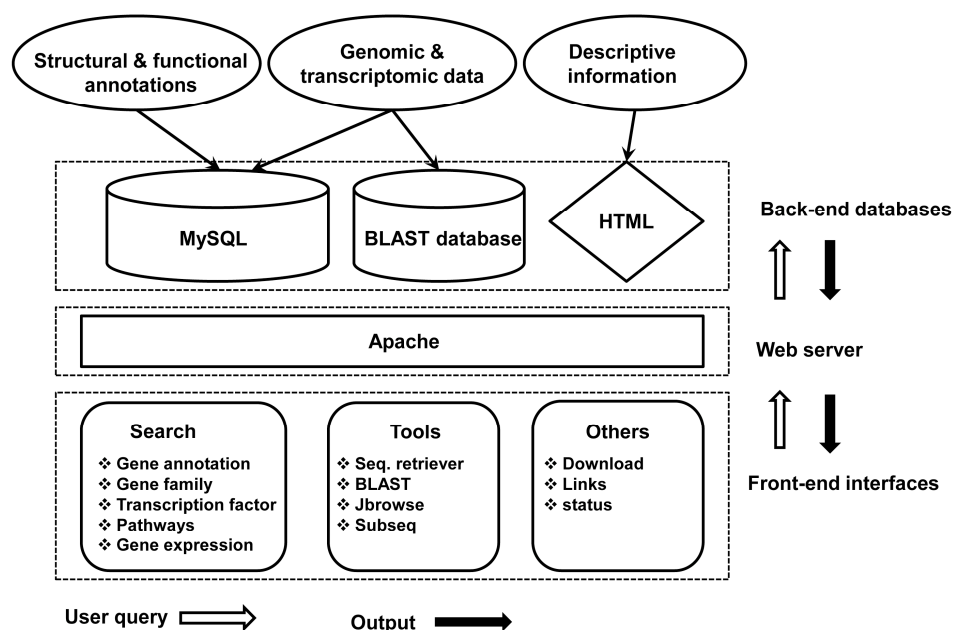 Structural & functional
annotations
Genomic &
transcriptomic data
Descriptive
information
MySQL
BLAST database
HTML
Back-end databases
Apache
Web server
Search
❖ Gene annotation
❖ Gene family
❖ Transcription factor
❖ Pathways
❖ Gene expression
Tools
❖ Seq. retriever
❖ BLAST
❖ Jbrowse
❖ Subseq
Others
❖ Download
❖ Links
❖ status
Front-end interfaces
User query
Output